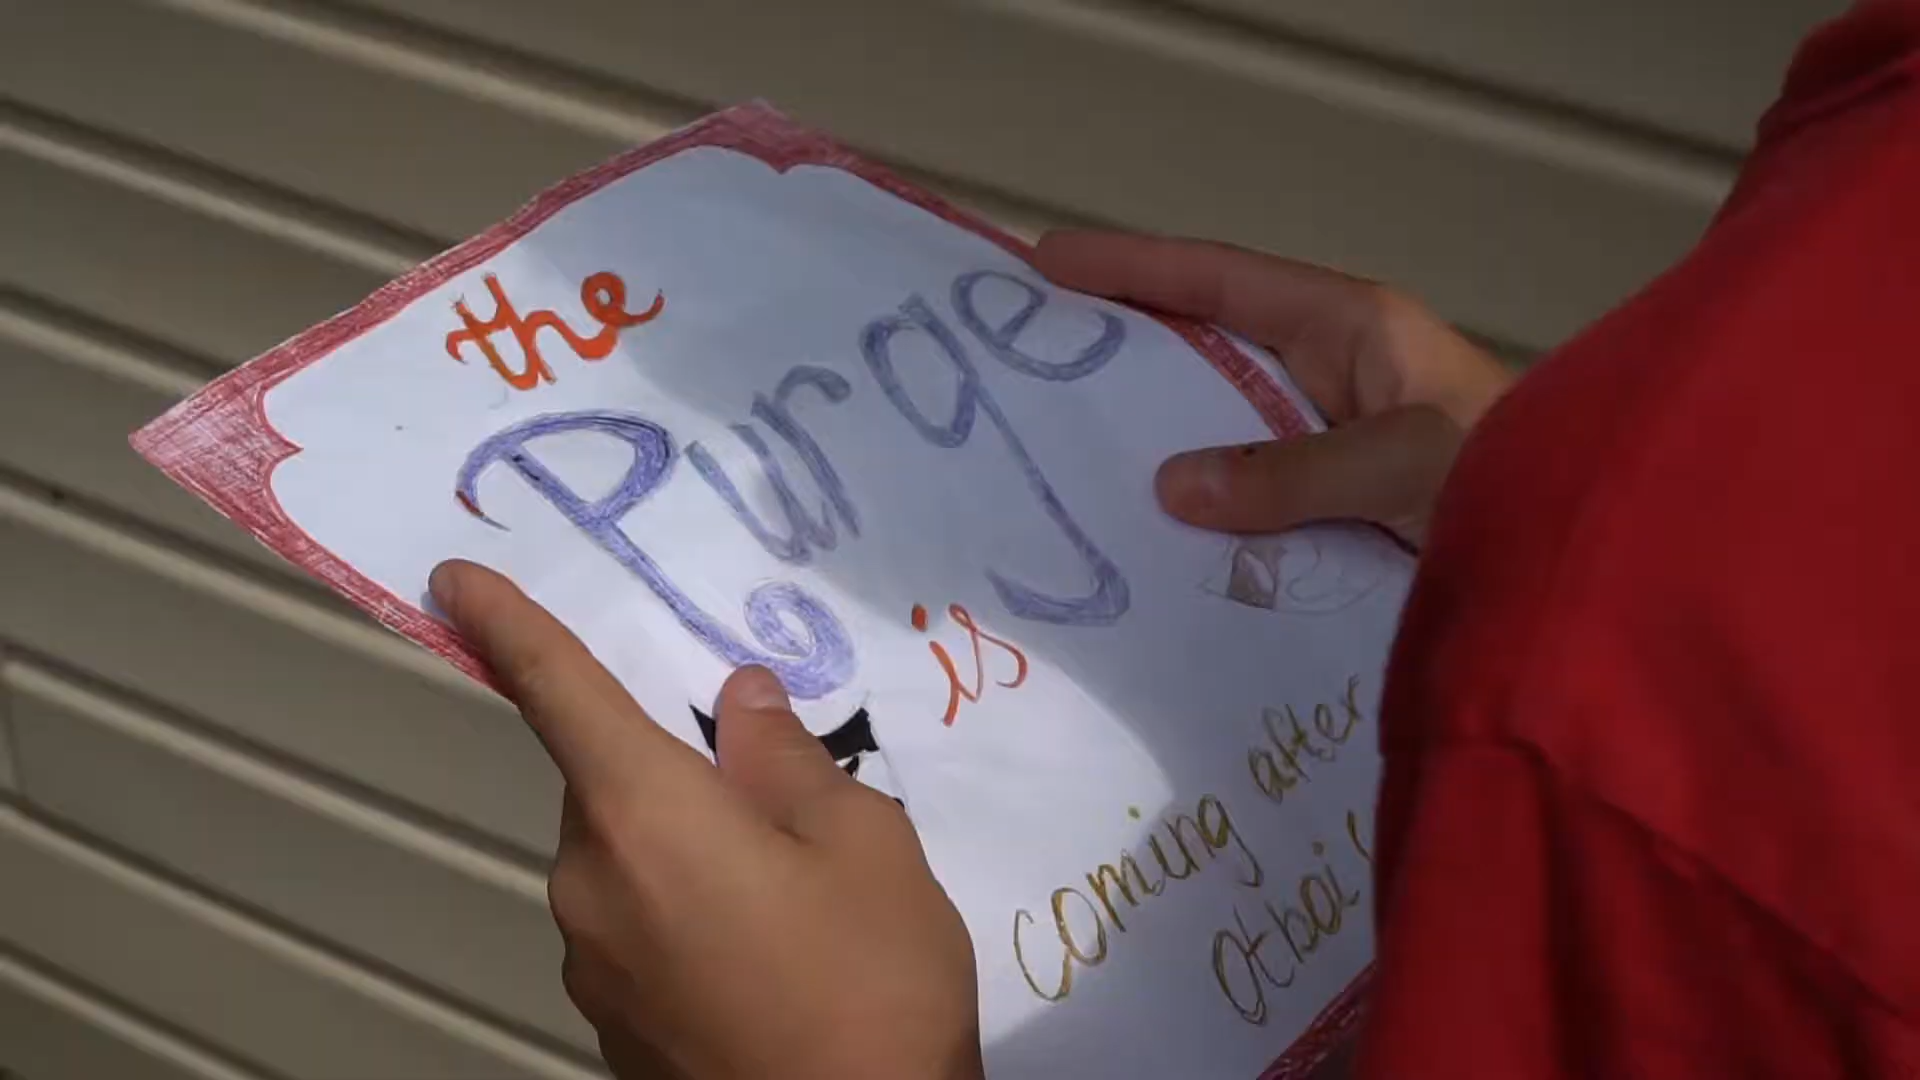 the
Purge
is
coming after